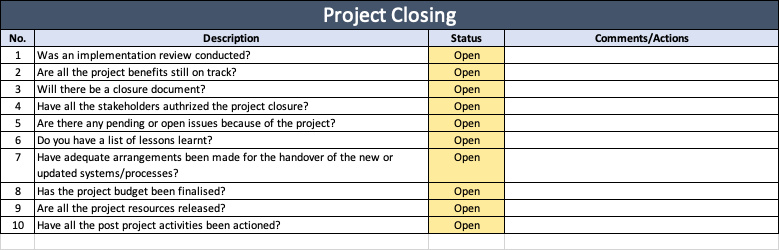 Project Closing
No. Description Status Comments/Actions
1 Was an implementation review conducted? Open
2 Are all the project benefits still on track? Open
3 Will there be a closure document? Open
4 Have all the stakeholders authrized the project closure? Open
5 Are there any pending or open issues because of the project? Open
6 Do you have a list of lessons learnt? Open
7 Have adequate arrangements been made for the handover of the new or Open
updated systems/processes?
8 Has the project budget been finalised? Open
9 Are all the project resources released? Open
10 Have all the post project activities been actioned? Open